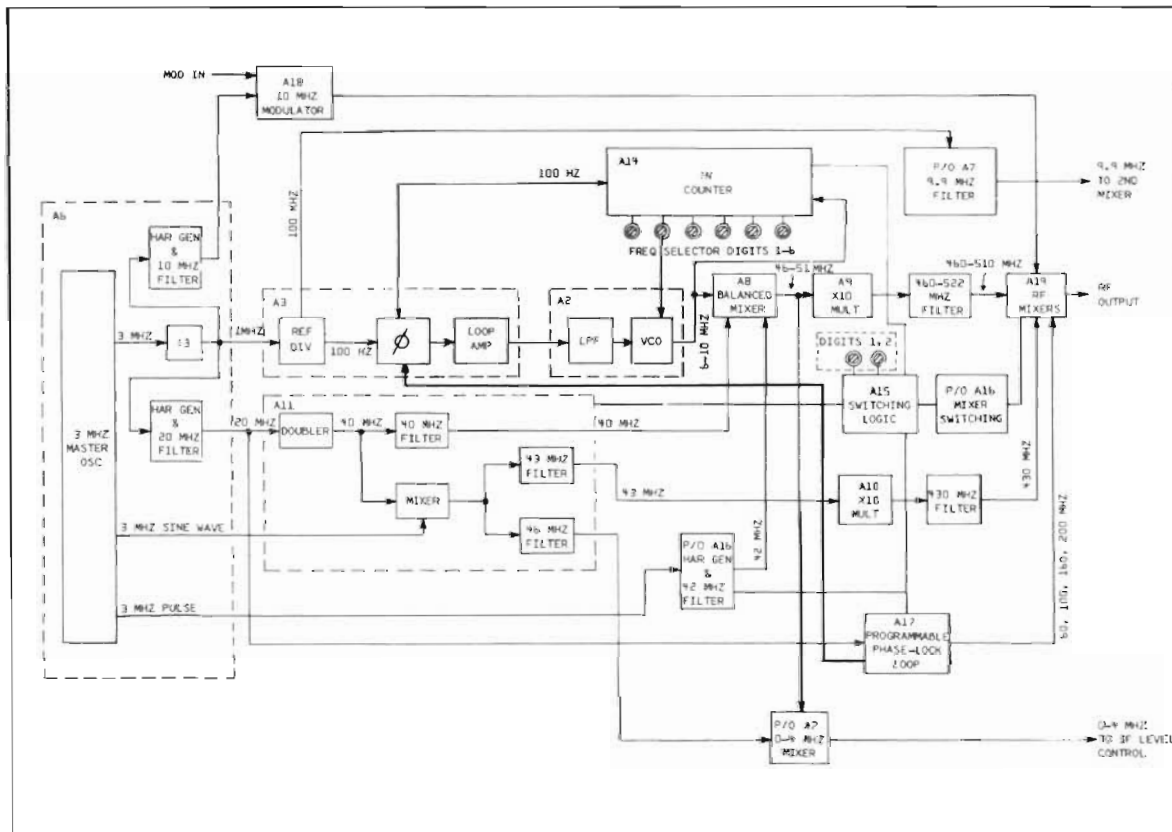 MOD IN
A18
10 MHZ
MODULATOR
A14
÷N
COUNTER
100 HZ
FREQ SELECTOR DIGITS 1-6
P/O A7
9.9 MHZ
FILTER
9.9 MHZ
TO 2ND
MIXER
A6
HAR GEN
&
10 MHZ
FILTER
3 MHZ
MASTER
OSC
3 MHZ
÷3
1MHZ
HAR GEN
&
20 MHZ
FILTER
20 MHZ
3 MHZ SINE WAVE
3 MHZ PULSE
100 KHZ
A3
REF
DIV
100 HZ
Ø
LOOP
AMP
A2
LPF
VCO
6-10 MHZ
A8
BALANCED
MIXER
46-51 MHZ
A9
X10
MULT
460-522
MHZ
FILTER
460-510 MHZ
A19
RF
MIXERS
RF
OUTPUT
DIGITS 1,2
A15
SWITCHING
LOGIC
P/O A16
MIXER
SWITCHING
A11
DOUBLER
40 MHZ
40 MHZ
FILTER
40 MHZ
MIXER
43 MHZ
FILTER
43 MHZ
46 MHZ
FILTER
A10
X10
MULT
430 MHZ
FILTER
430 MHZ
P/O A16
HAR GEN
&
42 MHZ
FILTER
42 MHZ
A17
PROGRAMMABLE
PHASE-LOCK
LOOP
60, 100, 160, 200 MHZ
P/O A7
0-4 MHZ
MIXER
0-4 MHZ
TO RF LEVEL
CONTROL